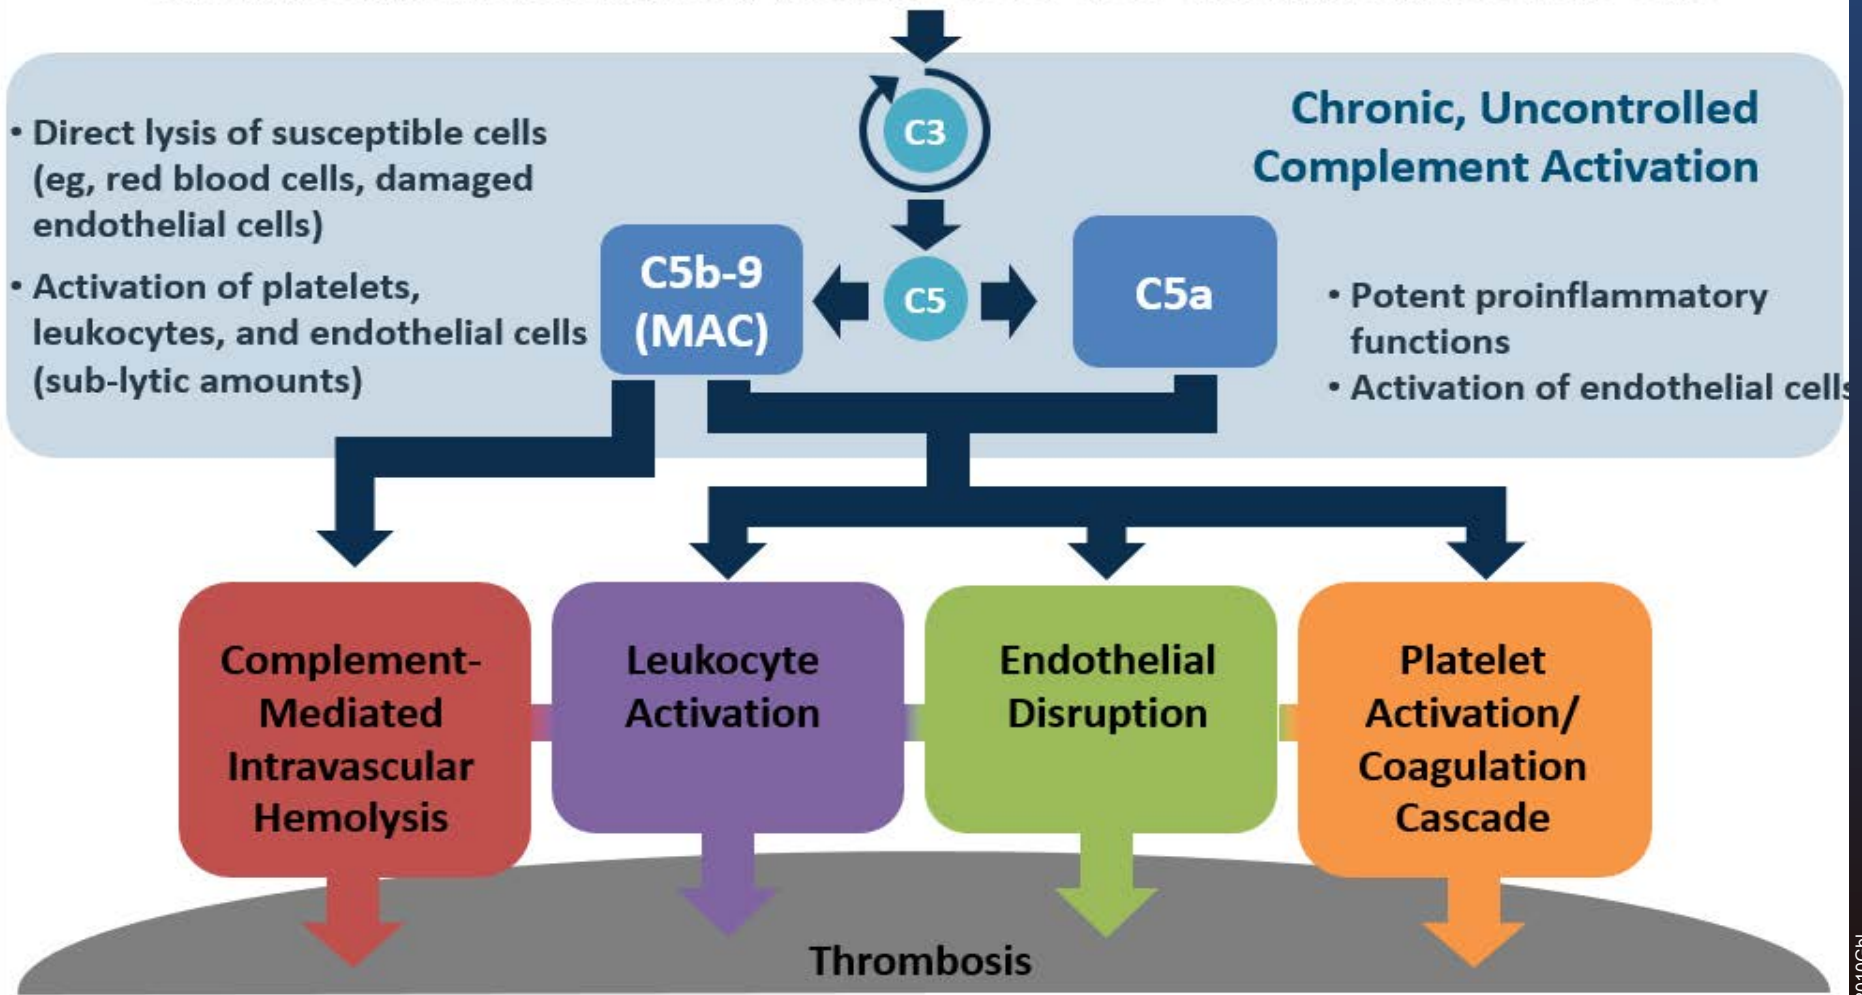 C3
Chronic, Uncontrolled
Complement Activation
• Direct lysis of susceptible cells
(eg, red blood cells, damaged
endothelial cells)
• Activation of platelets,
leukocytes, and endothelial cells
(sub-lytic amounts)
C5b-9
(MAC)
C5
C5a
• Potent proinflammatory
functions
• Activation of endothelial cells
Complement-
Mediated
Intravascular
Hemolysis
Leukocyte
Activation
Endothelial
Disruption
Platelet
Activation/
Coagulation
Cascade
Thrombosis